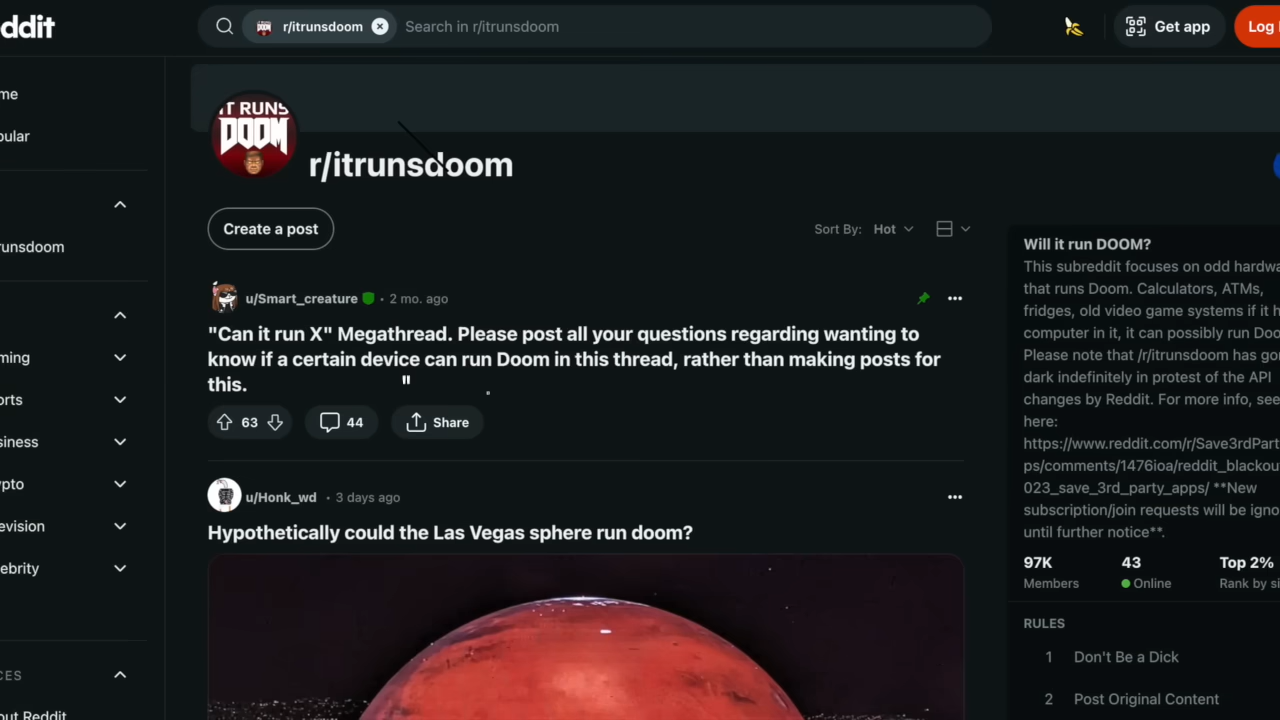 ddit
r/itrunsdoom
Search in r/itrunsdoom
Get app
Log
me
pular
runsdoom
ming
orts
siness
pto
evision
ebrity
CES
out Reddit
IT RUNS
DOOM
r/itrunsdoom
Create a post
Sort By: Hot
u/Smart_creature • 2 mo. ago
"Can it run X" Megathread. Please post all your questions regarding wanting to
know if a certain device can run Doom in this thread, rather than making posts for
this.
"
63
44
Share
u/Honk_wd • 3 days ago
Hypothetically could the Las Vegas sphere run doom?
Will it run DOOM?
This subreddit focuses on odd hardwa
that runs Doom. Calculators, ATMs,
fridges, old video game systems if it h
computer in it, it can possibly run Doo
Please note that /r/itrunsdoom has go
dark indefinitely in protest of the API
changes by Reddit. For more info, see
here:
https://www.reddit.com/r/Save3rdPart
ps/comments/1476ioa/reddit_blackou
023_save_3rd_party_apps/ **New
subscription/join requests will be igno
until further notice**.
97K 43 Top 2%
Members Online Rank by si
RULES
1 Don't Be a Dick
2 Post Original Content